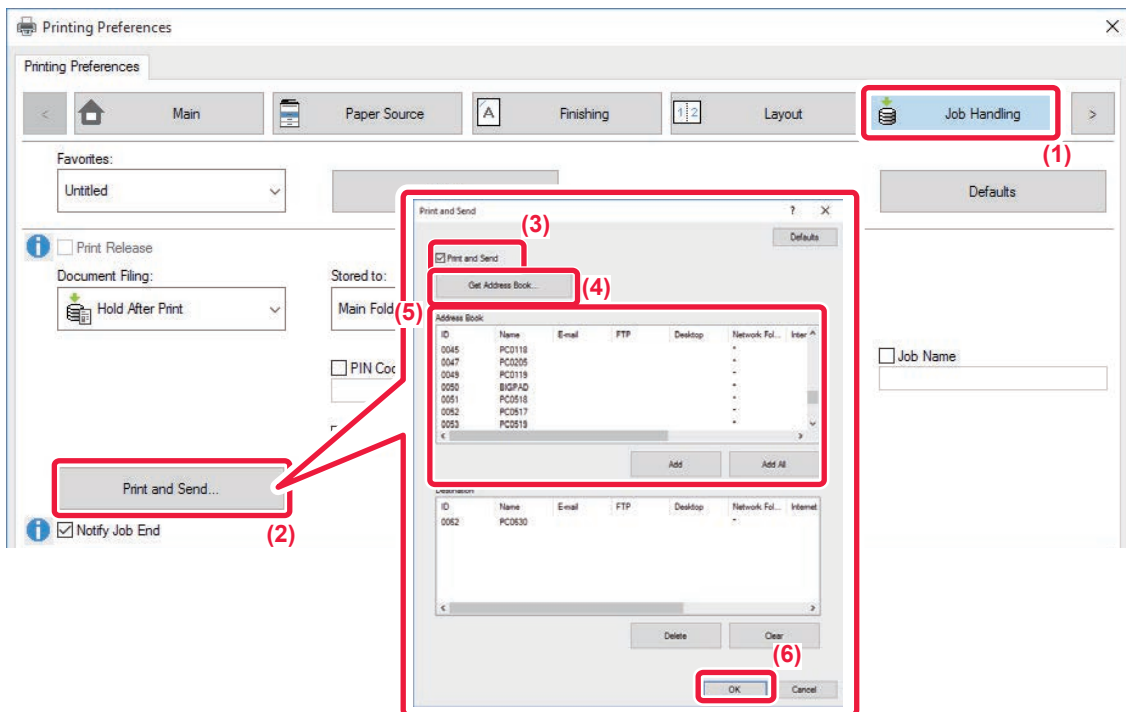 Printing Preferences
Printing Preferences
< Main Paper Source Finishing Layout Job Handling >
(1)
Favorites:
Untitled
Defaults
Print Release
Document Filing:
Hold After Print
Stored to:
Main Fold
PIN Coc
Job Name
Print and Send...
(2)
Notify Job End
Print and Send ? X
Defaults
(3)
Print and Send
Get Address Book...
(4)
(5)
Address Book
ID Name E-mail FTP Desktop Network Fol... Inter
0045 PC0118 -
0047 PC0205 -
0049 PC0119 -
0050 BIGPAD -
0051 PC0518 -
0052 PC0517 -
0053 PC0519 -
Add Add All
Destination
ID Name E-mail FTP Desktop Network Fol... Internet
0062 PC0630 -
Delete Clear
(6)
OK Cancel